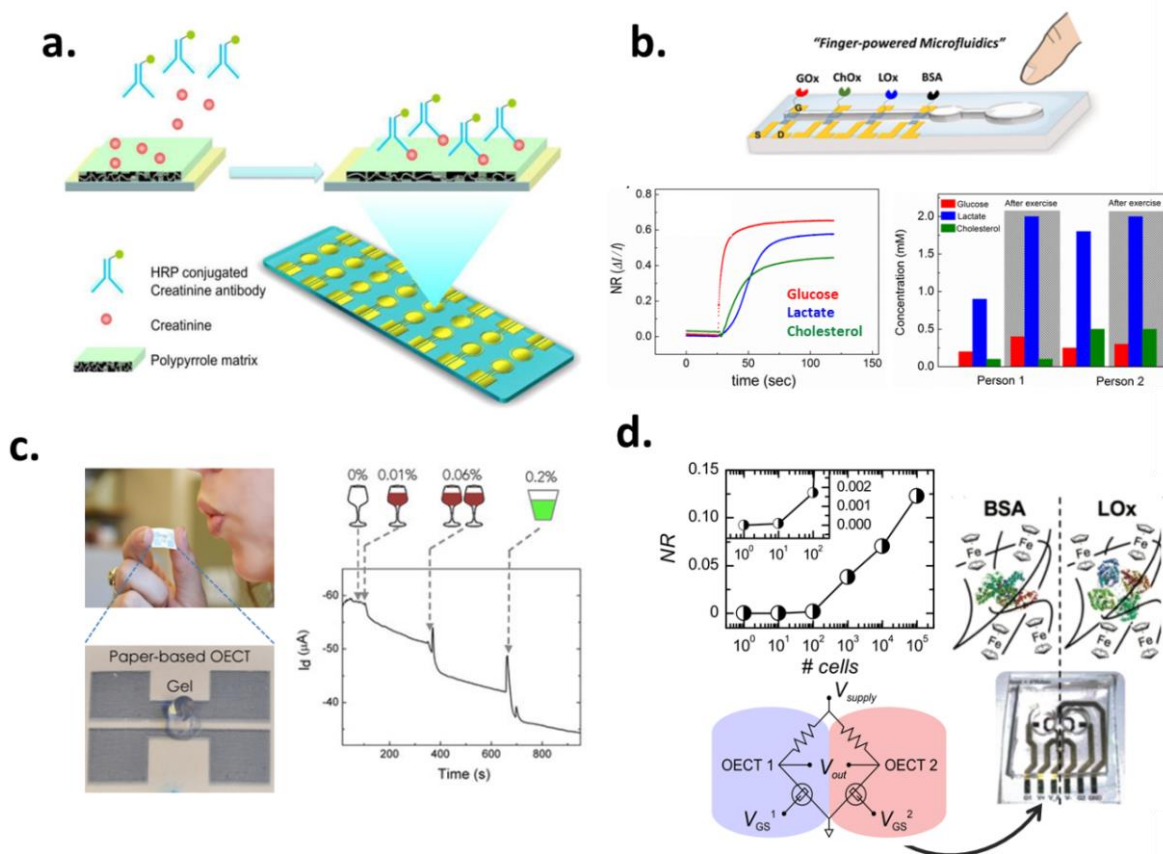 a.
HRP conjugated
Creatinine antibody
Creatinine
Polypyrrole matrix
b.
"Finger-powered Microfluidics"
GOx ChOx LOx BSA
G
S D
NR (ΔI/I)
0.8
0.6
0.4
0.2
0.0
Glucose
Lactate
Cholesterol
0 50 100 150
time (sec)
Concentration (mM)
2.0
1.5
1.0
0.5
0.0
Glucose
Lactate
Cholesterol
After exercise After exercise
Person 1 Person 2
c.
Paper-based OECT
Gel
0% 0.01% 0.06% 0.2%
-60
-50
-40
Id (μA)
200 400 600 800
Time (s)
d.
NR
0.15
0.10
0.05
0
0.002
0.001
0.000
10⁰ 10¹ 10²
10⁰ 10¹ 10² 10³ 10⁴ 10⁵
# cells
BSA LOx
Fe Fe
Fe Fe
Fe Fe
Vsupply
OECT 1 Vout OECT 2
VGS¹ VGS²